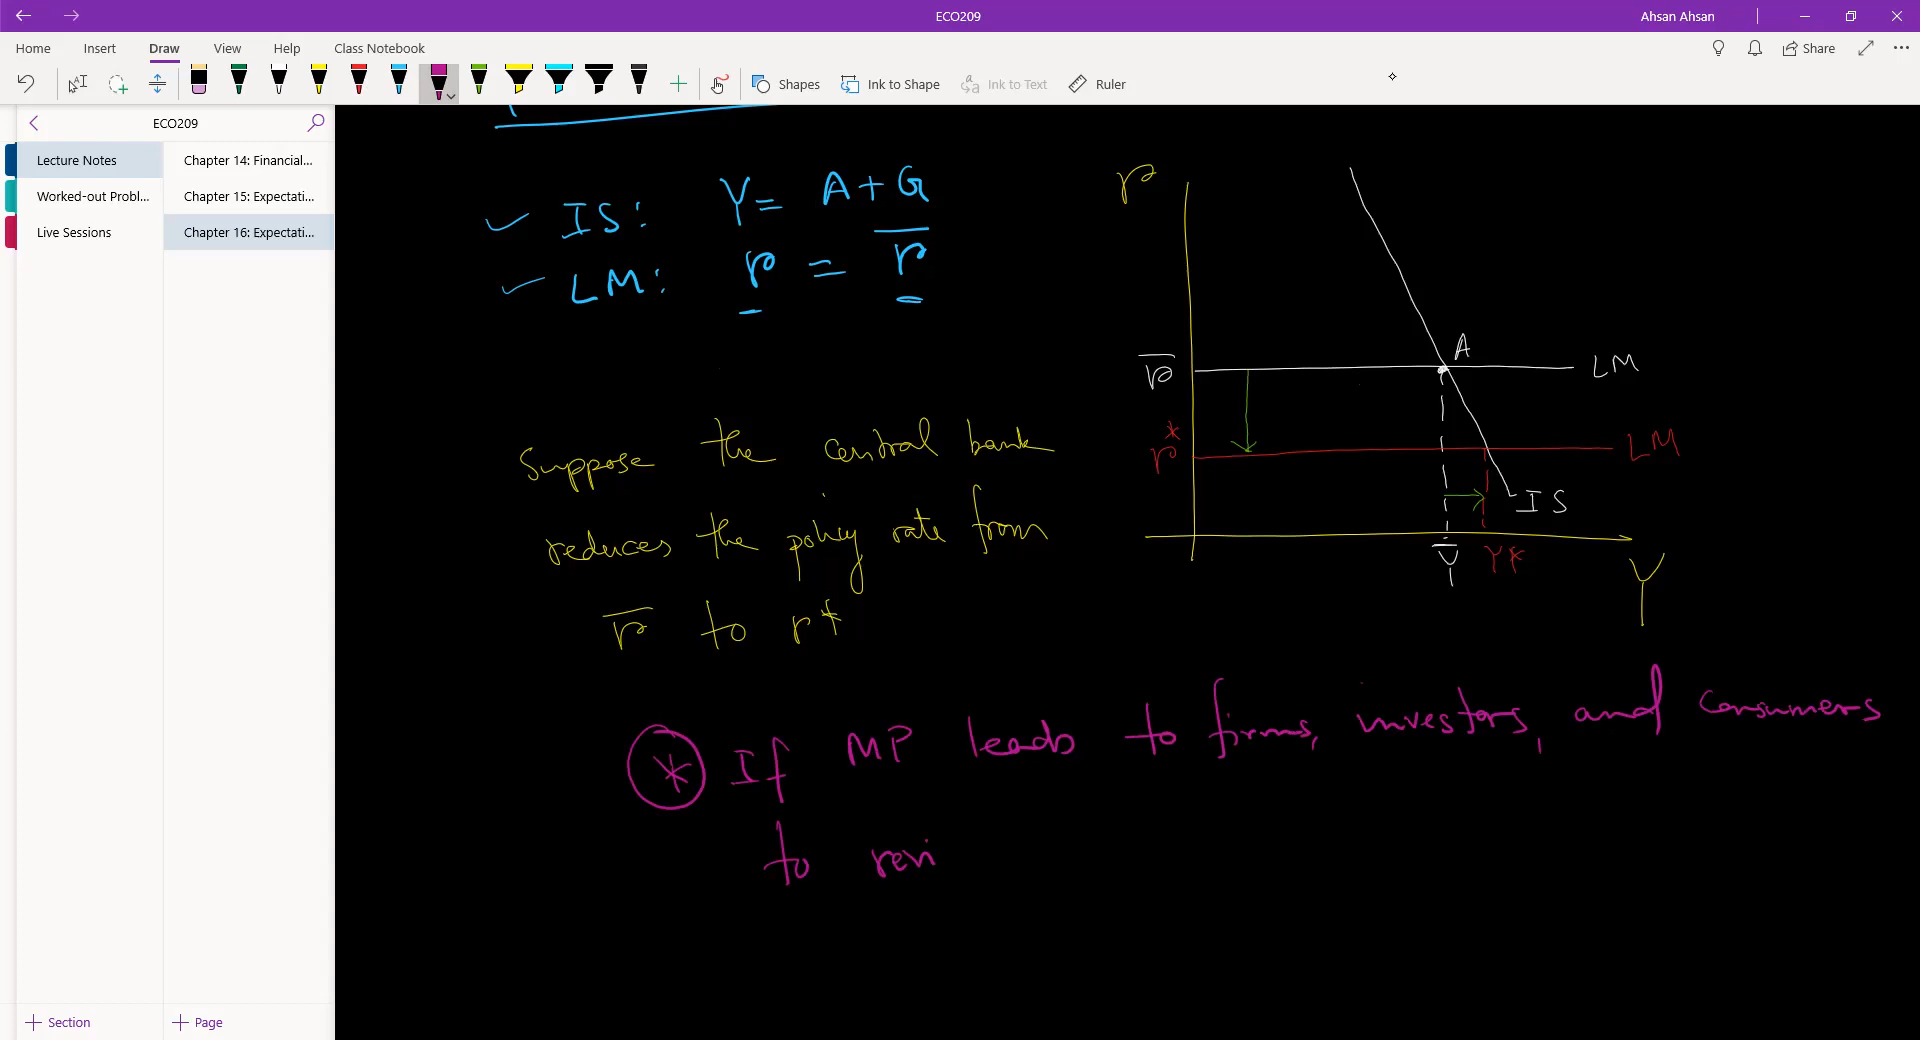 ECO209
Ahsan Ahsan
Home Insert Draw View Help Class Notebook
Share
Shapes Ink to Shape Ink to Text Ruler
ECO209
Lecture Notes
Worked-out Probl...
Live Sessions
Chapter 14: Financial...
Chapter 15: Expectati...
Chapter 16: Expectati...
Section
Page
IS: Y = A + G
LM: r = r̅
Suppose the central bank
reduces the policy rate from
r̅ to r*
r
r̅
A
LM
r*
LM
IS
Y̅
Y*
Y
* If MP leads to firms, investors, and consumers
to revi